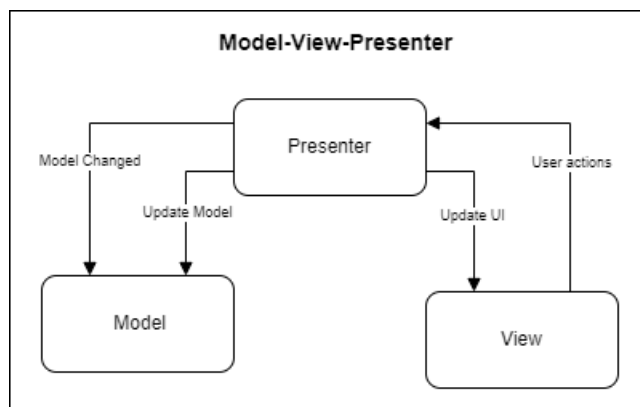 Model-View-Presenter
Presenter
Model Changed
User actions
Update Model
Update UI
Model
View